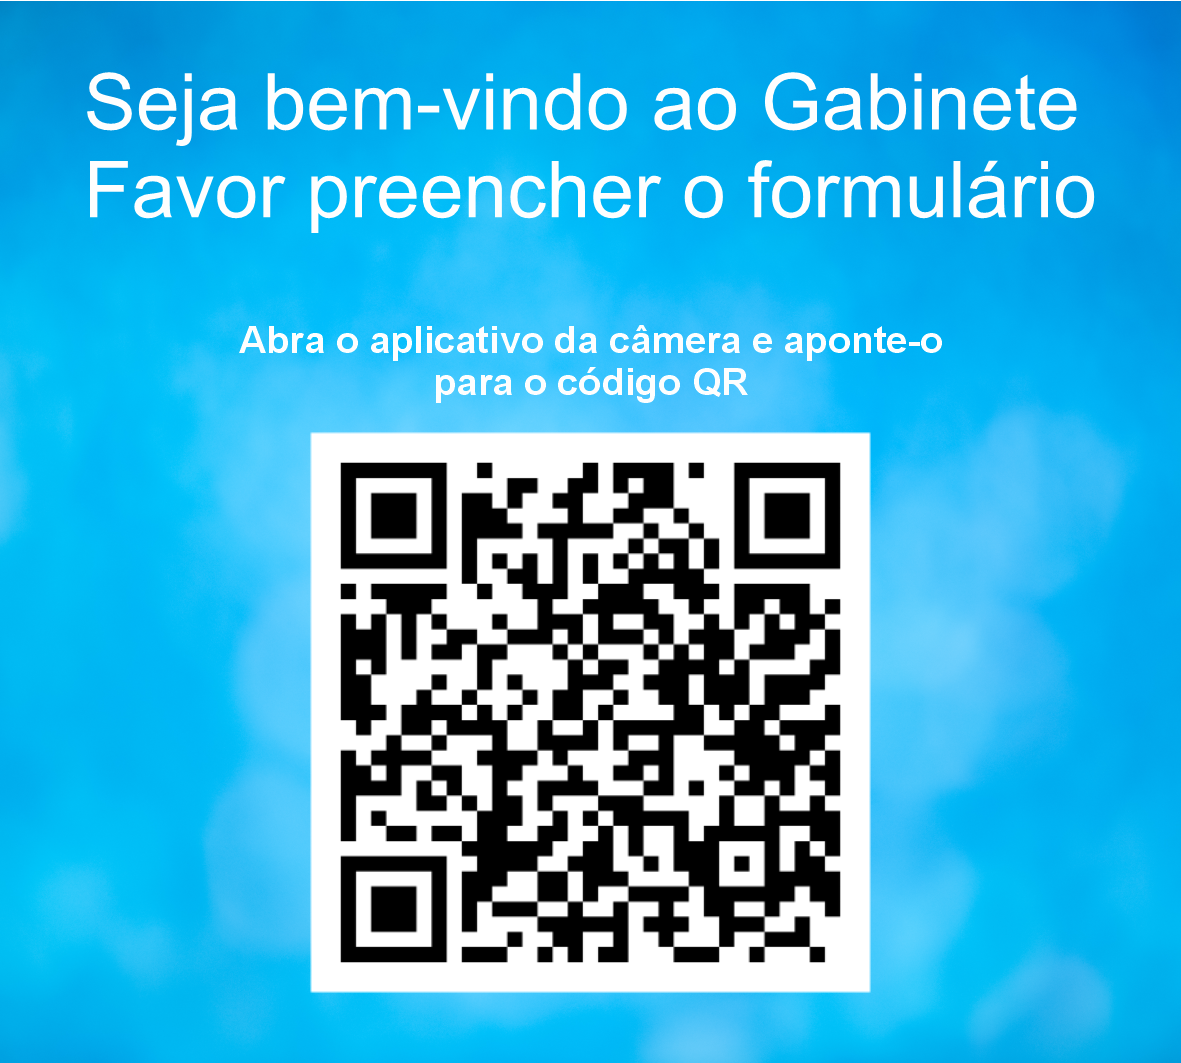 Seja bem-vindo ao Gabinete
Favor preencher o formulário
Abra o aplicativo da câmera e aponte-o
para o código QR